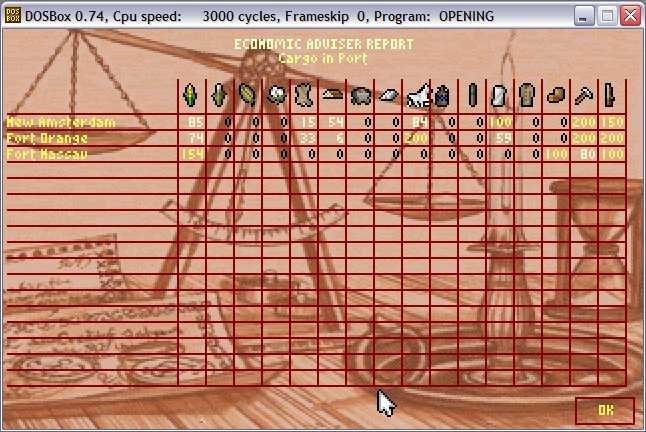 DOSBox 0.74, Cpu speed: 3000 cycles, Frameskip 0, Program: OPENING
ECONOMIC ADVISER REPORT
Cargo in Port
New Amsterdam 85 0 0 0 15 54 0 0 84 0 0 100 0 0 200 150
Fort Orange 74 0 0 0 33 6 0 0 200 0 0 59 0 0 200 200
Fort Nassau 154 0 0 0 0 0 0 0 0 0 0 0 0 100 80 100
OK